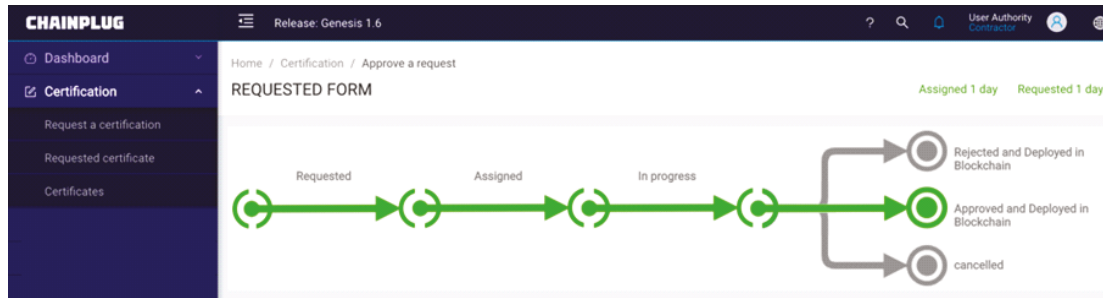 CHAINPLUG
Release: Genesis 1.6
?
User Authority
Contractor
Dashboard
Home / Certification / Approve a request
Certification
REQUESTED FORM
Assigned 1 day
Requested 1 day
Request a certification
Requested certificate
Certificates
Requested
Assigned
In progress
Rejected and Deployed in
Blockchain
Approved and Deployed in
Blockchain
cancelled